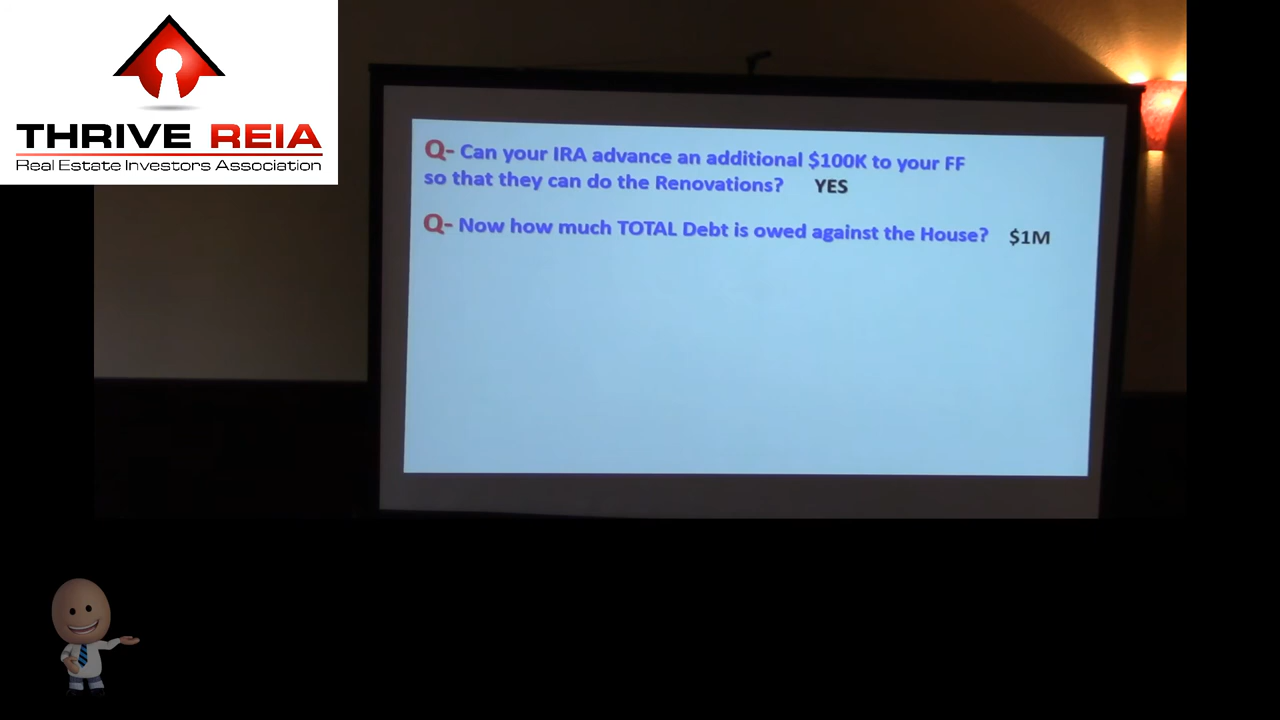 THRIVE REIA
Real Estate Investors Association
Q- Can your IRA advance an additional $100K to your FF
so that they can do the Renovations? YES
Q- Now how much TOTAL Debt is owed against the House? $1M